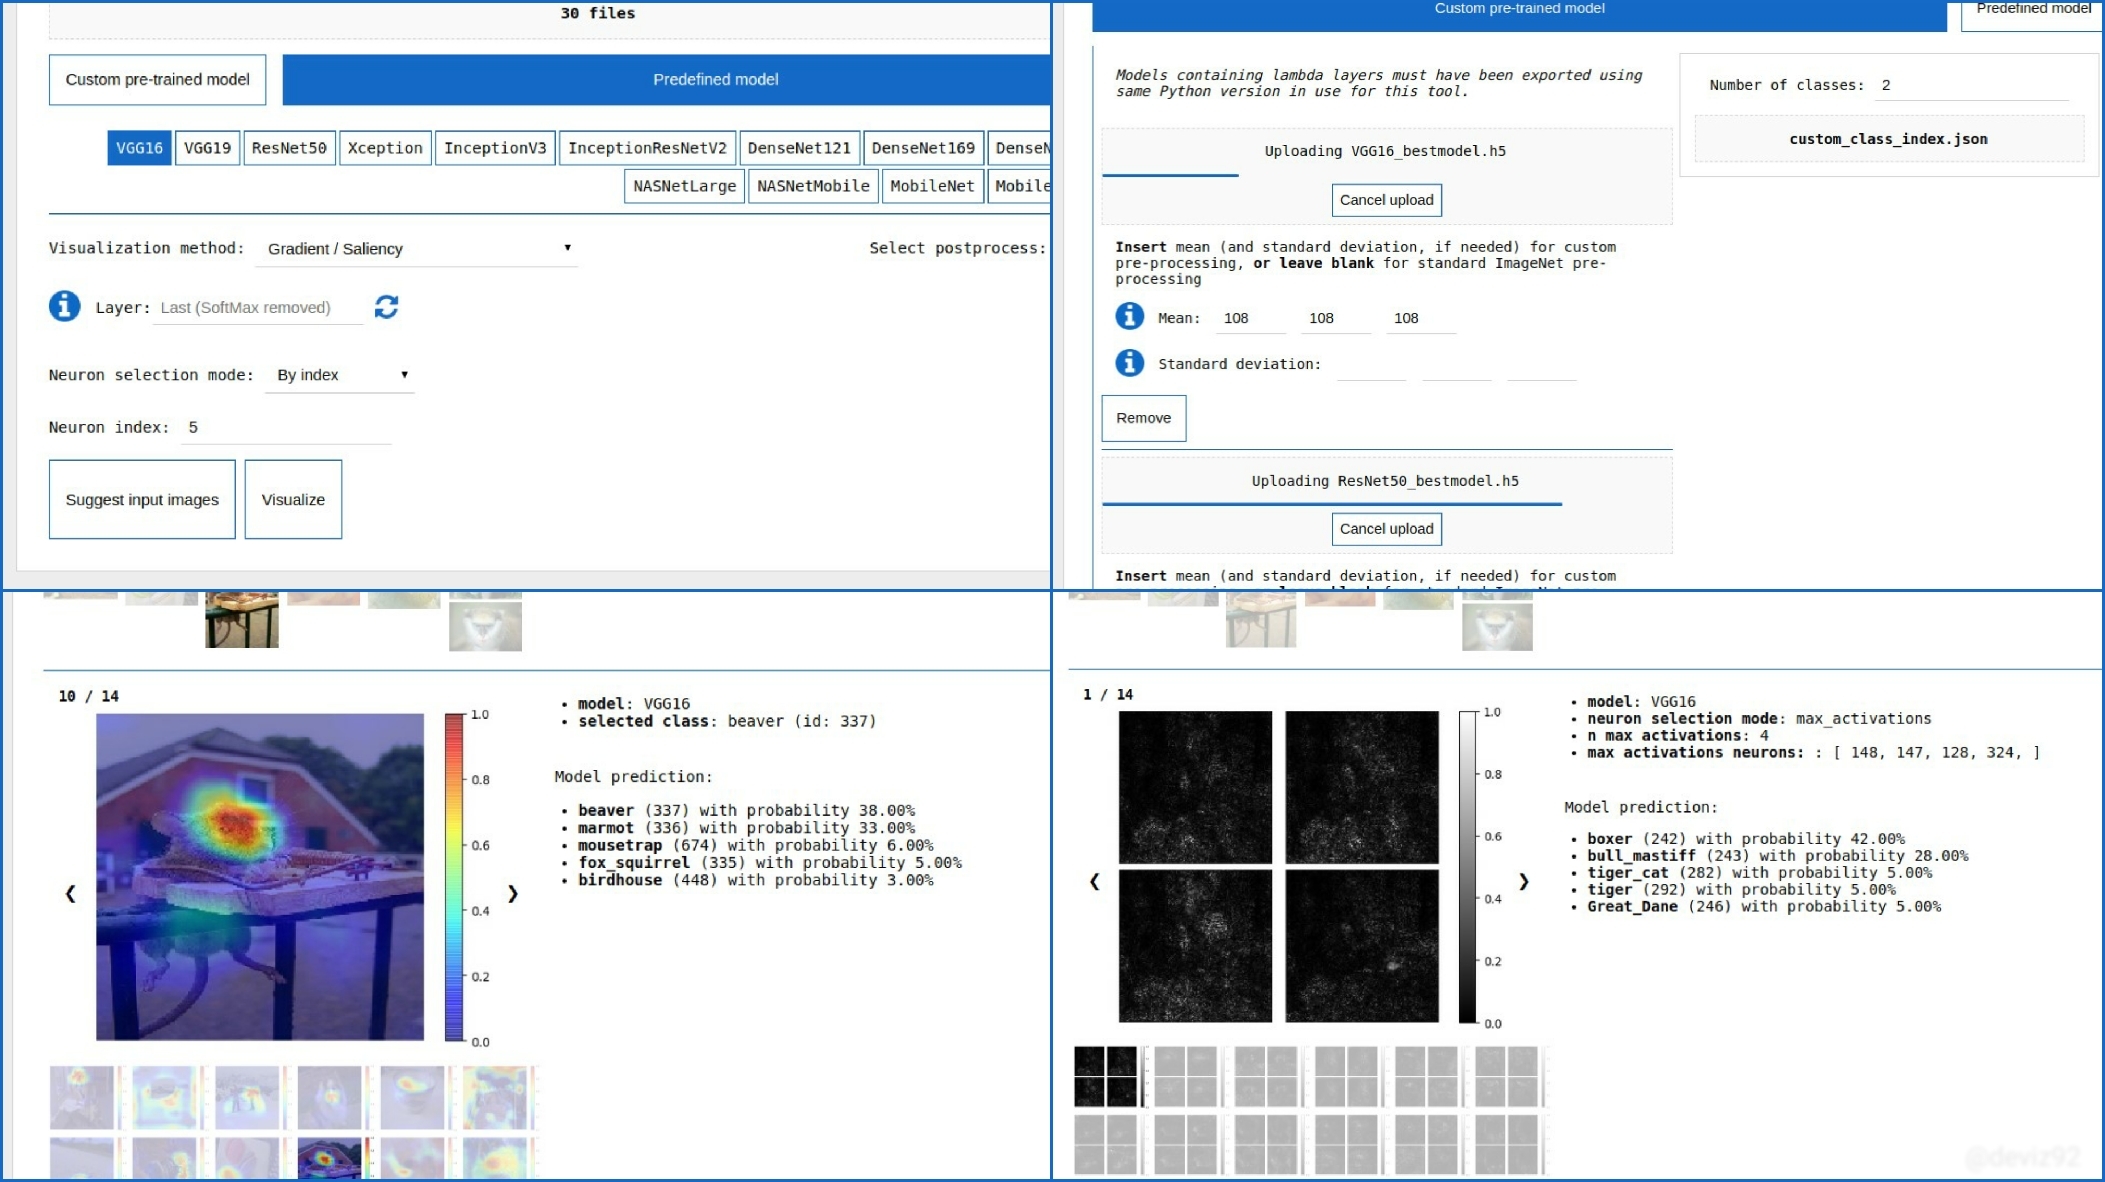 30 files
Custom pre-trained model
Predefined model
VGG16
VGG19
ResNet50
Xception
InceptionV3
InceptionResNetV2
DenseNet121
DenseNet169
DenseN
NASNetLarge
NASNetMobile
MobileNet
Mobile
Visualization method:
Gradient / Saliency
Select postprocess:
Layer: Last (SoftMax removed)
Neuron selection mode:
By index
Neuron index: 5
Suggest input images
Visualize
Custom pre-trained model
Predefined model
Models containing lambda layers must have been exported using
same Python version in use for this tool.
Number of classes: 2
custom_class_index.json
Uploading VGG16_bestmodel.h5
Cancel upload
Insert mean (and standard deviation, if needed) for custom
pre-processing, or leave blank for standard ImageNet pre-
processing
Mean: 108 108 108
Standard deviation:
Remove
Uploading ResNet50_bestmodel.h5
Cancel upload
Insert mean (and standard deviation, if needed) for custom
10 / 14
1.0
0.8
0.6
0.4
0.2
0.0
• model: VGG16
• selected class: beaver (id: 337)
Model prediction:
• beaver (337) with probability 38.00%
• marmot (336) with probability 33.00%
• mousetrap (674) with probability 6.00%
• fox_squirrel (335) with probability 5.00%
• birdhouse (448) with probability 3.00%
1 / 14
1.0
0.8
0.6
0.4
0.2
0.0
• model: VGG16
• neuron selection mode: max_activations
• n max activations: 4
• max activations neurons: : [ 148, 147, 128, 324, ]
Model prediction:
• boxer (242) with probability 42.00%
• bull_mastiff (243) with probability 28.00%
• tiger_cat (282) with probability 5.00%
• tiger (292) with probability 5.00%
• Great_Dane (246) with probability 5.00%
@deviz92